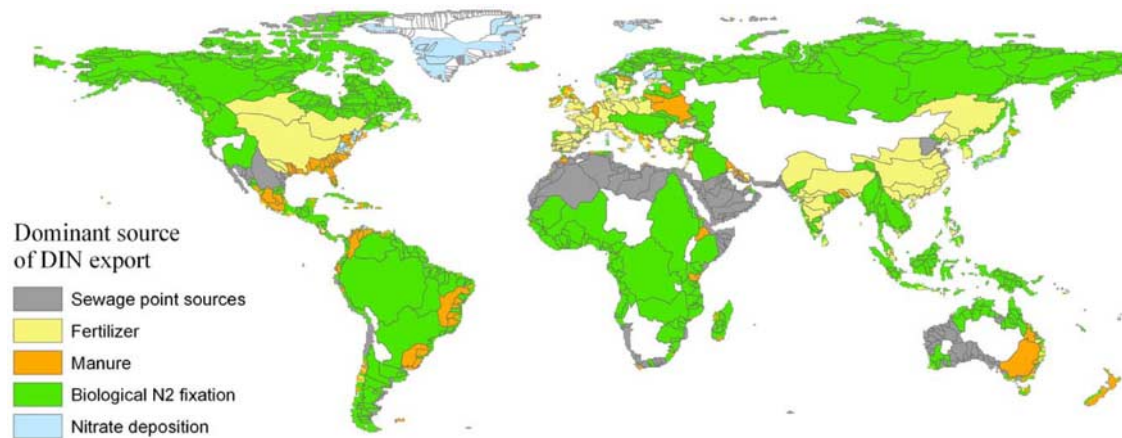 Dominant source
of DIN export
Sewage point sources
Fertilizer
Manure
Biological N2 fixation
Nitrate deposition